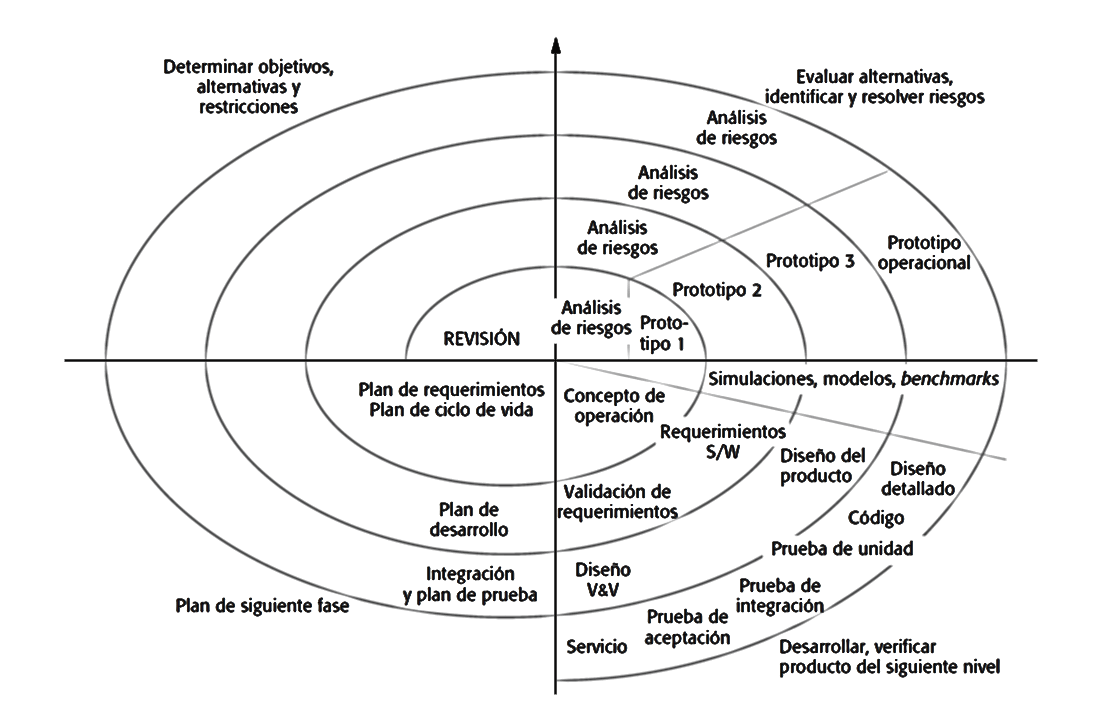 Determinar objetivos,
alternativas y
restricciones
Evaluar alternativas,
identificar y resolver riesgos
Análisis
de riesgos
Análisis
de riesgos
Análisis
de riesgos
Análisis
de riesgos
Proto-
tipo 1
Prototipo 2
Prototipo 3
Prototipo
operacional
REVISIÓN
Plan de requerimientos
Plan de ciclo de vida
Concepto de
operación
Simulaciones, modelos, benchmarks
Requerimientos
S/W
Diseño del
producto
Diseño
detallado
Plan de
desarrollo
Validación de
requerimientos
Código
Prueba de unidad
Integración
y plan de prueba
Diseño
V&V
Prueba de
integración
Plan de siguiente fase
Prueba de
aceptación
Servicio
Desarrollar, verificar
producto del siguiente nivel